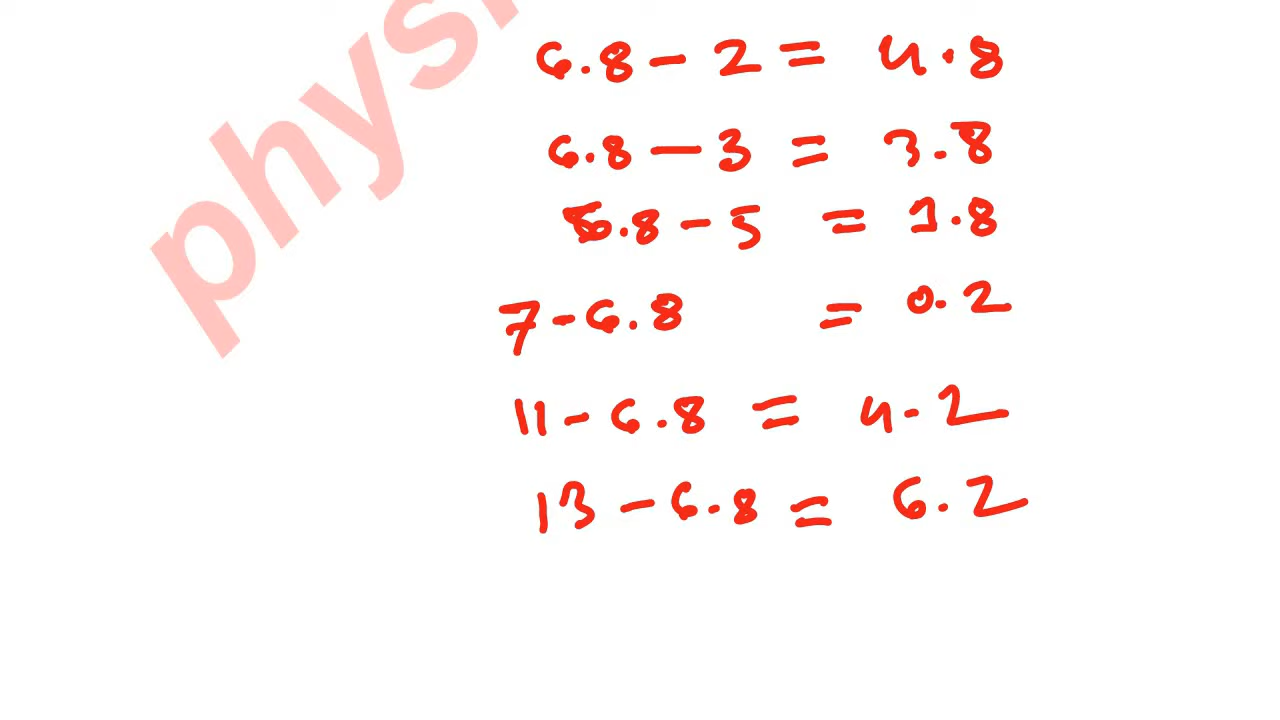 physi
6.8 - 2 = 4.8
6.8 - 3 = 3.8
6.8 - 5 = 1.8
7 - 6.8 = 0.2
11 - 6.8 = 4.2
13 - 6.8 = 6.2